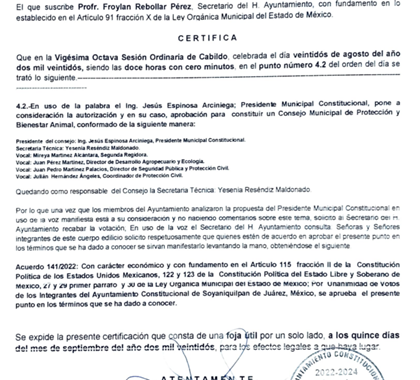 El que suscribe Profr. Froylan Rebollar Pérez, Secretario del H. Ayuntamiento, con fundamento en lo
establecido en el Artículo 91 fracción X de la Ley Orgánica Municipal del Estado de México.
CERTIFICA
Que en la Vigésima Octava Sesión Ordinaria de Cabildo, celebrada el día veintidós de agosto del año
dos mil veintidós, siendo las doce horas con cero minutos, en el punto número 4.2 del orden del día se
trató lo siguiente.
4.2.-En uso de la palabra el Ing. Jesús Espinosa Arciniega; Presidente Municipal Constitucional, pone a
consideración la autorización y en su caso, aprobación para constituir un Consejo Municipal de Protección y
Bienestar Animal, conformado de la siguiente manera:
Presidente del consejo: Ing. Jesús Espinosa Arciniega, Presidente Municipal Constitucional.
Secretaria Técnica: Yesenia Reséndiz Maldonado.
Vocal: Mireya Martínez Alcántara, Segunda Regidora.
Vocal: Juan Pérez Martínez, Director de Desarrollo Agropecuario y Ecología.
Vocal: Juan Pedro Martínez Palacios, Director de Seguridad Pública y Protección Civil.
Vocal: Julián Hernández Ángeles, Coordinador de Protección Civil.
Quedando como responsable del Consejo la Secretaria Técnica: Yesenia Reséndiz Maldonado.
Por lo que una vez que los miembros del Ayuntamiento analizaron la propuesta del Presidente Municipal Constitucional en
uso de la voz manifiesta está a su consideración y no habiendo comentarios sobre este tema, solicito al Secretario del H.
Ayuntamiento recabar la votación, En uso de la voz el Secretario del H. Ayuntamiento consulta. Señoras y Señores
integrantes de este cuerpo edilicio solicito respetuosamente que quienes estén de acuerdo en aprobar el presente punto en
los términos que se ha dado a conocer se sirvan manifestarlo levantando la mano, obteniéndose el siguiente
Acuerdo 141/2022: Con carácter económico y con fundamento en el Artículo 115 fracción II de la Constitución
Política de los Estados Unidos Mexicanos, 122 y 123 de la Constitución Política del Estado Libre y Soberano de
México, 27 y 29 primer párrafo y 30 de la Ley Orgánica Municipal del Estado de México; Por Unanimidad de Votos
de los Integrantes del Ayuntamiento Constitucional de Soyaniquilpan de Juárez, México, se aprueba el presente
punto en los términos que se ha dado a conocer.
Se expide la presente certificación que consta de una foja útil por un solo lado, a los quince días
del mes de septiembre del año dos mil veintidós, para los efectos legales a que haya lugar.
ATENTAMENTE
AYUNTAMIENTO CONSTITUCIONAL
2022-2024